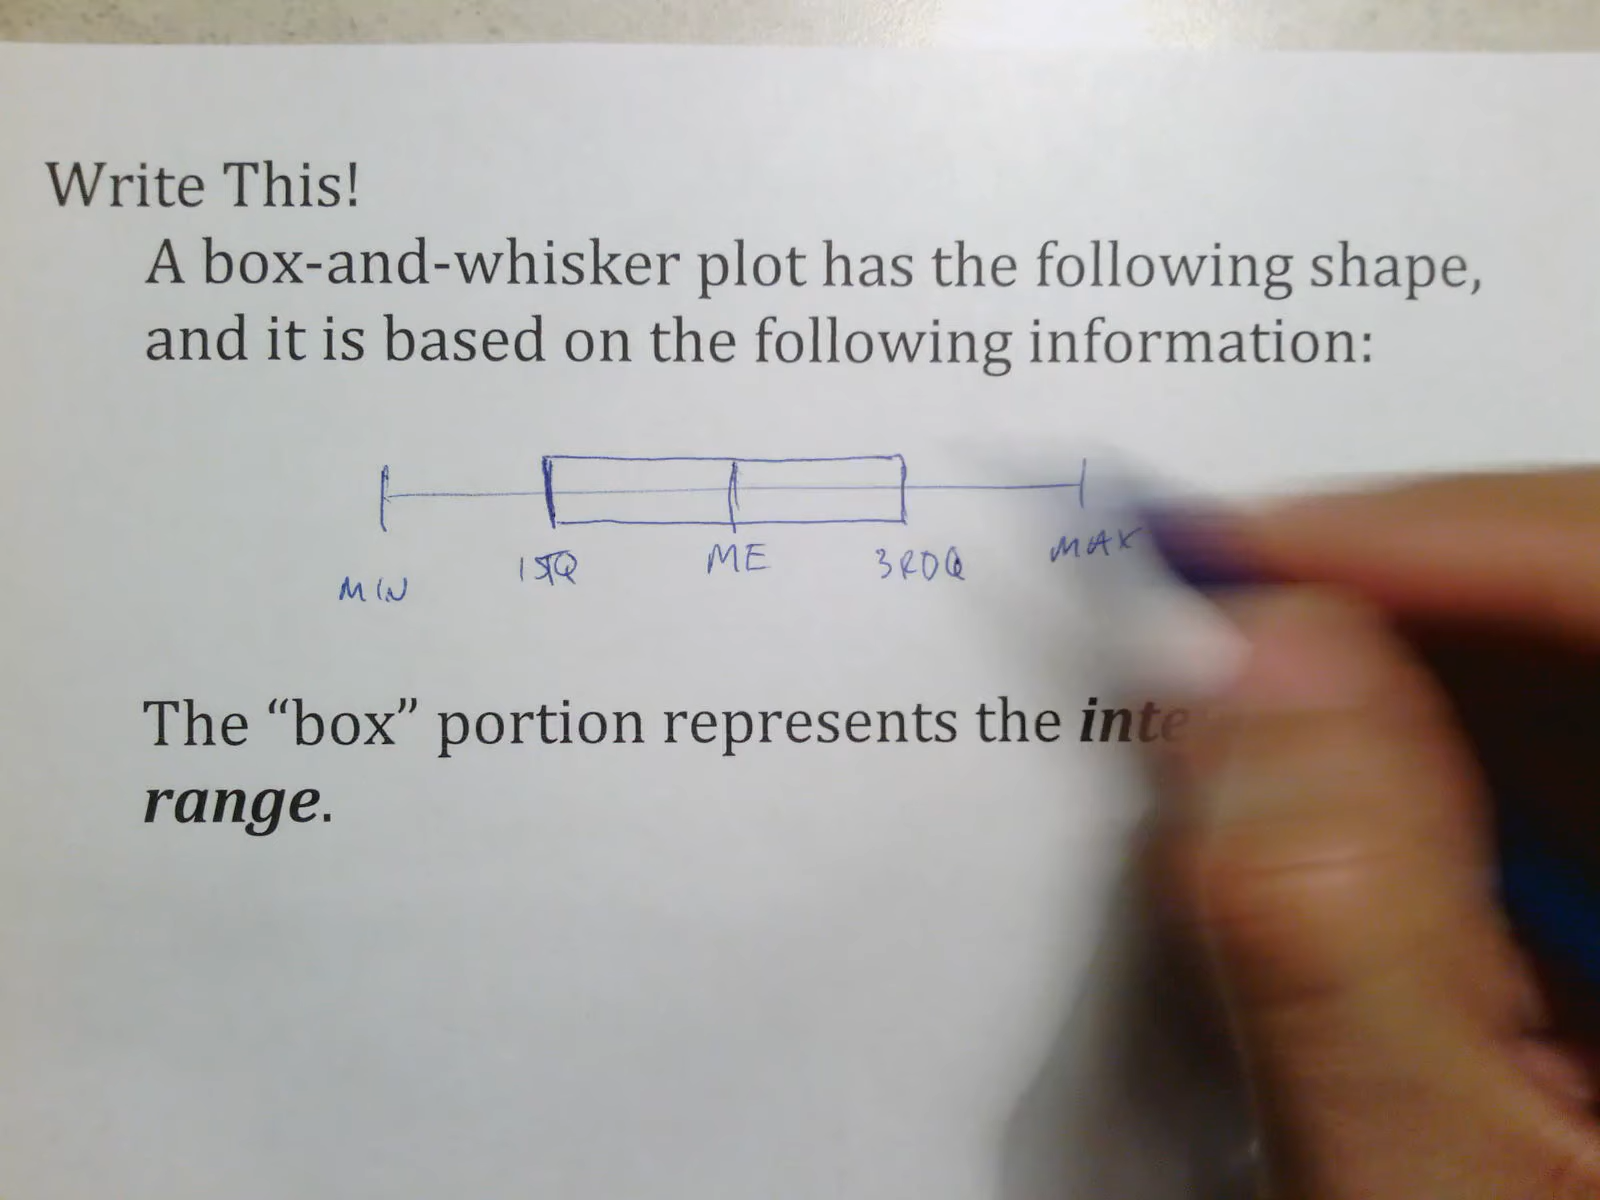 Write This!
A box-and-whisker plot has the following shape,
and it is based on the following information:
MIN 1STQ ME 3RDQ MAX
The “box” portion represents the
range.